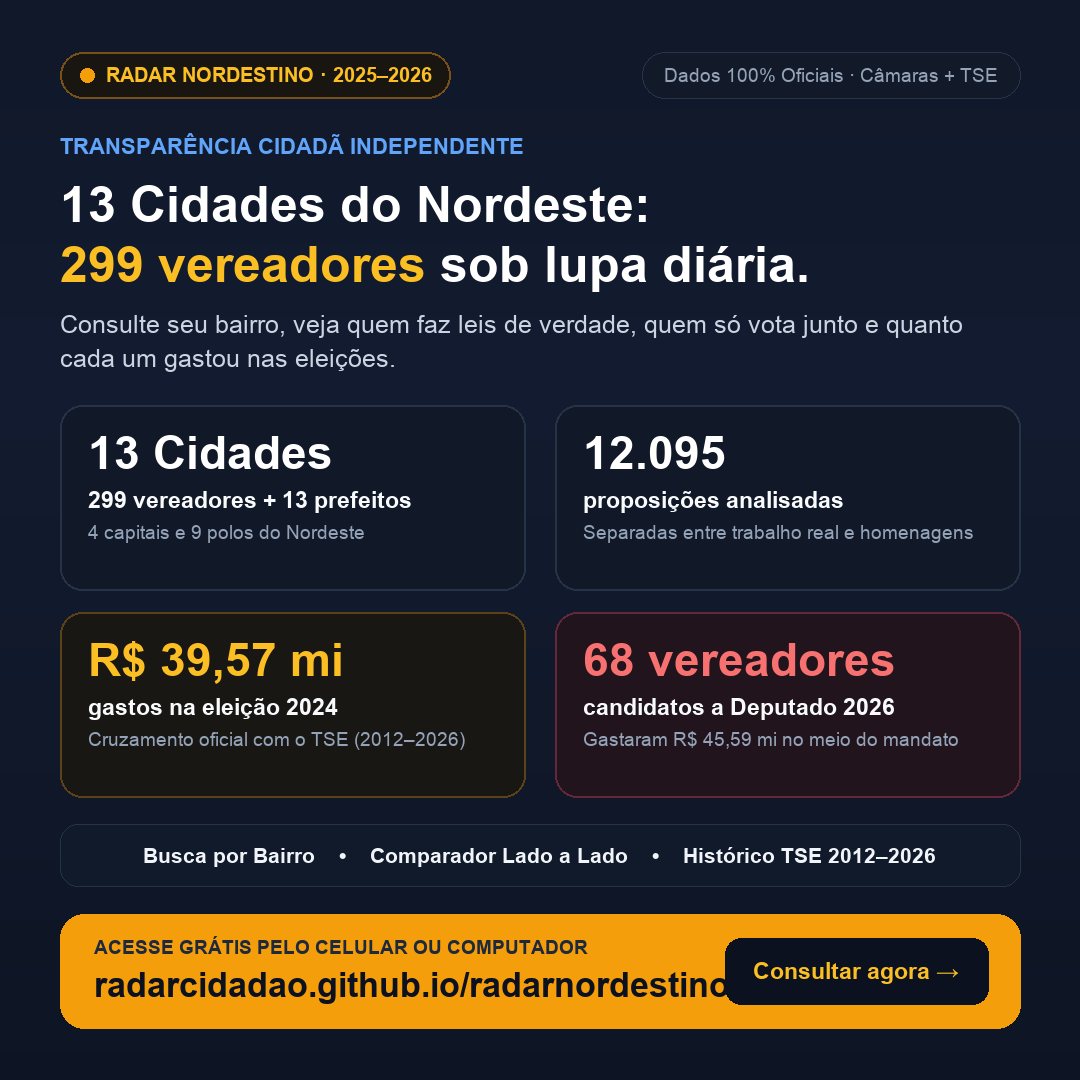 RADAR NORDESTINO · 2025–2026
Dados 100% Oficiais · Câmaras + TSE
TRANSPARÊNCIA CIDADÃ INDEPENDENTE
13 Cidades do Nordeste:
299 vereadores sob lupa diária.
Consulte seu bairro, veja quem faz leis de verdade, quem só vota junto e quanto
cada um gastou nas eleições.
13 Cidades
299 vereadores + 13 prefeitos
4 capitais e 9 polos do Nordeste
12.095
proposições analisadas
Separadas entre trabalho real e homenagens
R$ 39,57 mi
gastos na eleição 2024
Cruzamento oficial com o TSE (2012–2026)
68 vereadores
candidatos a Deputado 2026
Gastaram R$ 45,59 mi no meio do mandato
Busca por Bairro • Comparador Lado a Lado • Histórico TSE 2012–2026
ACESSE GRÁTIS PELO CELULAR OU COMPUTADOR
radarcidadao.github.io/radarnordestino
Consultar agora →